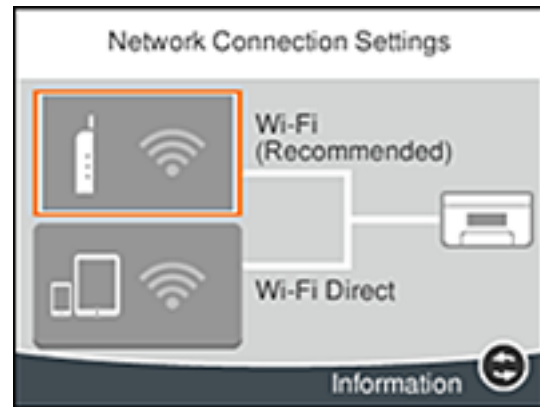 Network Connection Settings
Wi-Fi
(Recommended)
Wi-Fi Direct
Information